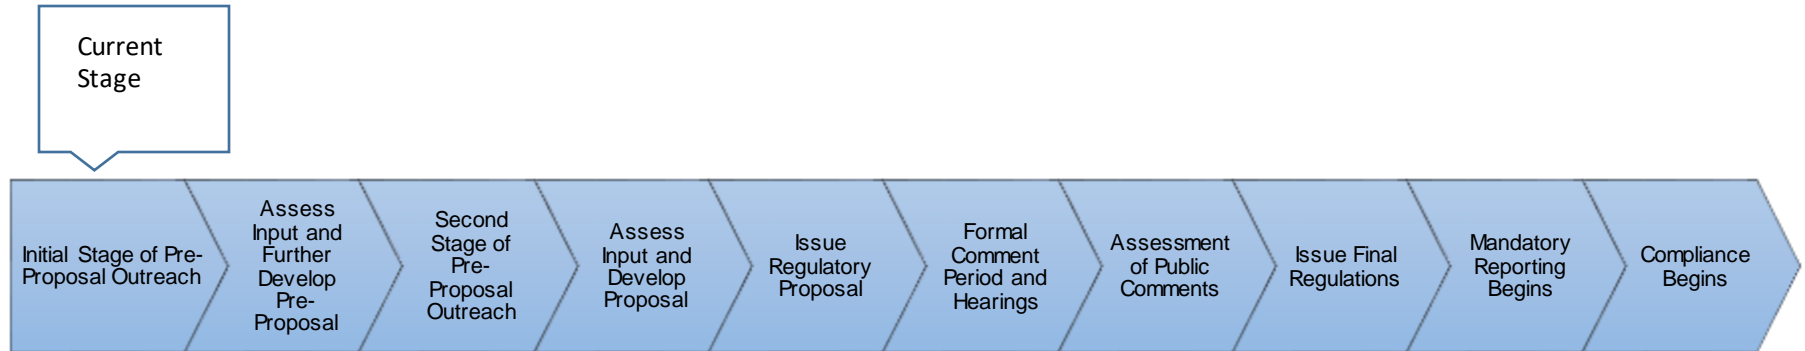 Current
Stage
Initial Stage of Pre-
Proposal Outreach
Assess
Input and
Further
Develop
Pre-
Proposal
Second
Stage of
Pre-
Proposal
Outreach
Assess
Input and
Develop
Proposal
Issue
Regulatory
Proposal
Formal
Comment
Period and
Hearings
Assessment
of Public
Comments
Issue Final
Regulations
Mandatory
Reporting
Begins
Compliance
Begins